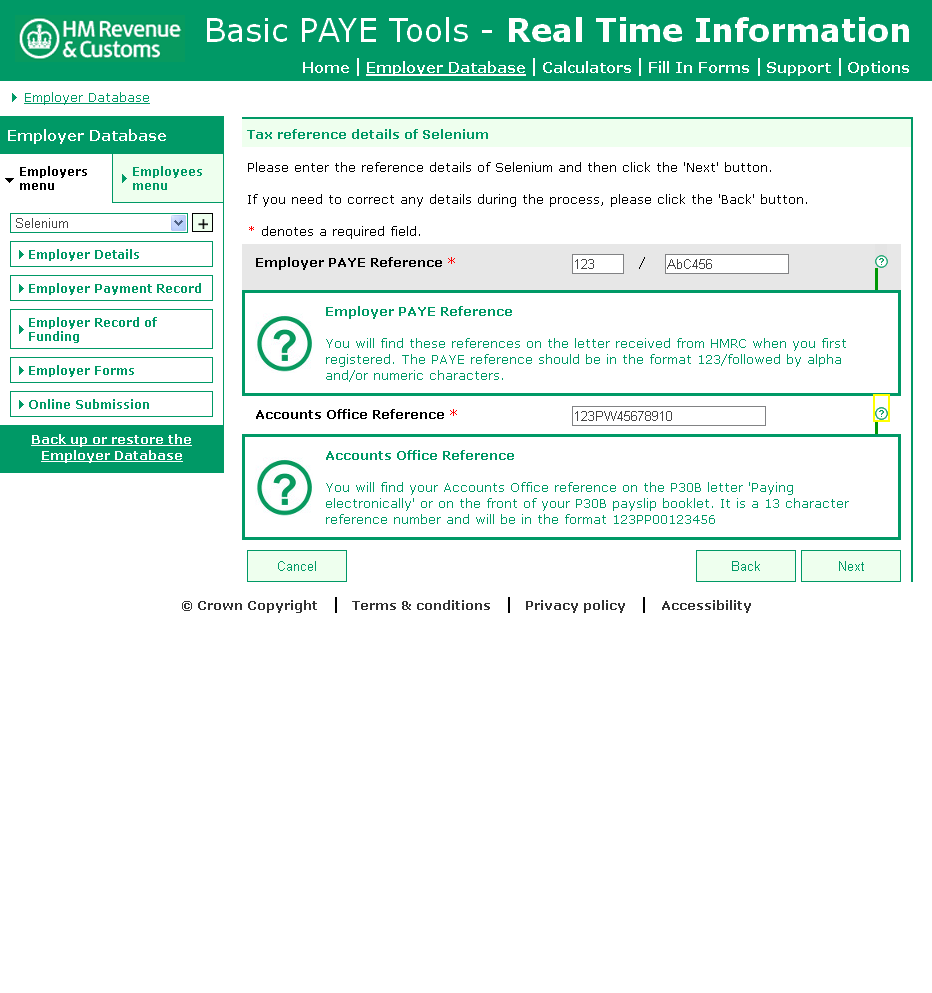 HM Revenue & Customs
Basic PAYE Tools - Real Time Information
Home | Employer Database | Calculators | Fill In Forms | Support | Options
Employer Database
Employer Database
Employers menu
Employees menu
Selenium
+
Employer Details
Employer Payment Record
Employer Record of
Funding
Employer Forms
Online Submission
Back up or restore the
Employer Database
Tax reference details of Selenium
Please enter the reference details of Selenium and then click the 'Next' button.
If you need to correct any details during the process, please click the 'Back' button.
* denotes a required field.
Employer PAYE Reference * 123 / AbC456 ?
?
Employer PAYE Reference
You will find these references on the letter received from HMRC when you first
registered. The PAYE reference should be in the format 123/followed by alpha
and/or numeric characters.
Accounts Office Reference * 123PW45678910 ?
?
Accounts Office Reference
You will find your Accounts Office reference on the P30B letter 'Paying
electronically' or on the front of your P30B payslip booklet. It is a 13 character
reference number and will be in the format 123PP00123456
Cancel Back Next
© Crown Copyright | Terms & conditions | Privacy policy | Accessibility